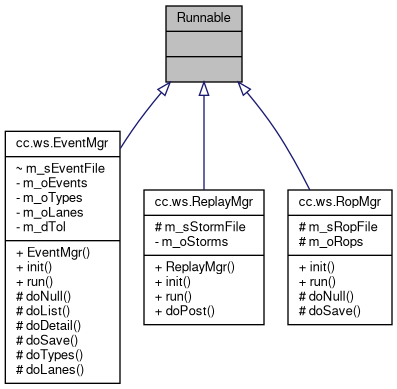 Runnable
cc.ws.EventMgr
~ m_sEventFile
- m_oEvents
- m_oTypes
- m_oLanes
- m_dTol
+ EventMgr()
+ init()
+ run()
# doNull()
# doList()
# doDetail()
# doSave()
# doTypes()
# doLanes()
cc.ws.ReplayMgr
# m_sStormFile
- m_oStorms
+ ReplayMgr()
+ init()
+ run()
+ doPost()
cc.ws.RopMgr
# m_sRopFile
# m_oRops
+ init()
+ run()
# doNull()
# doSave()